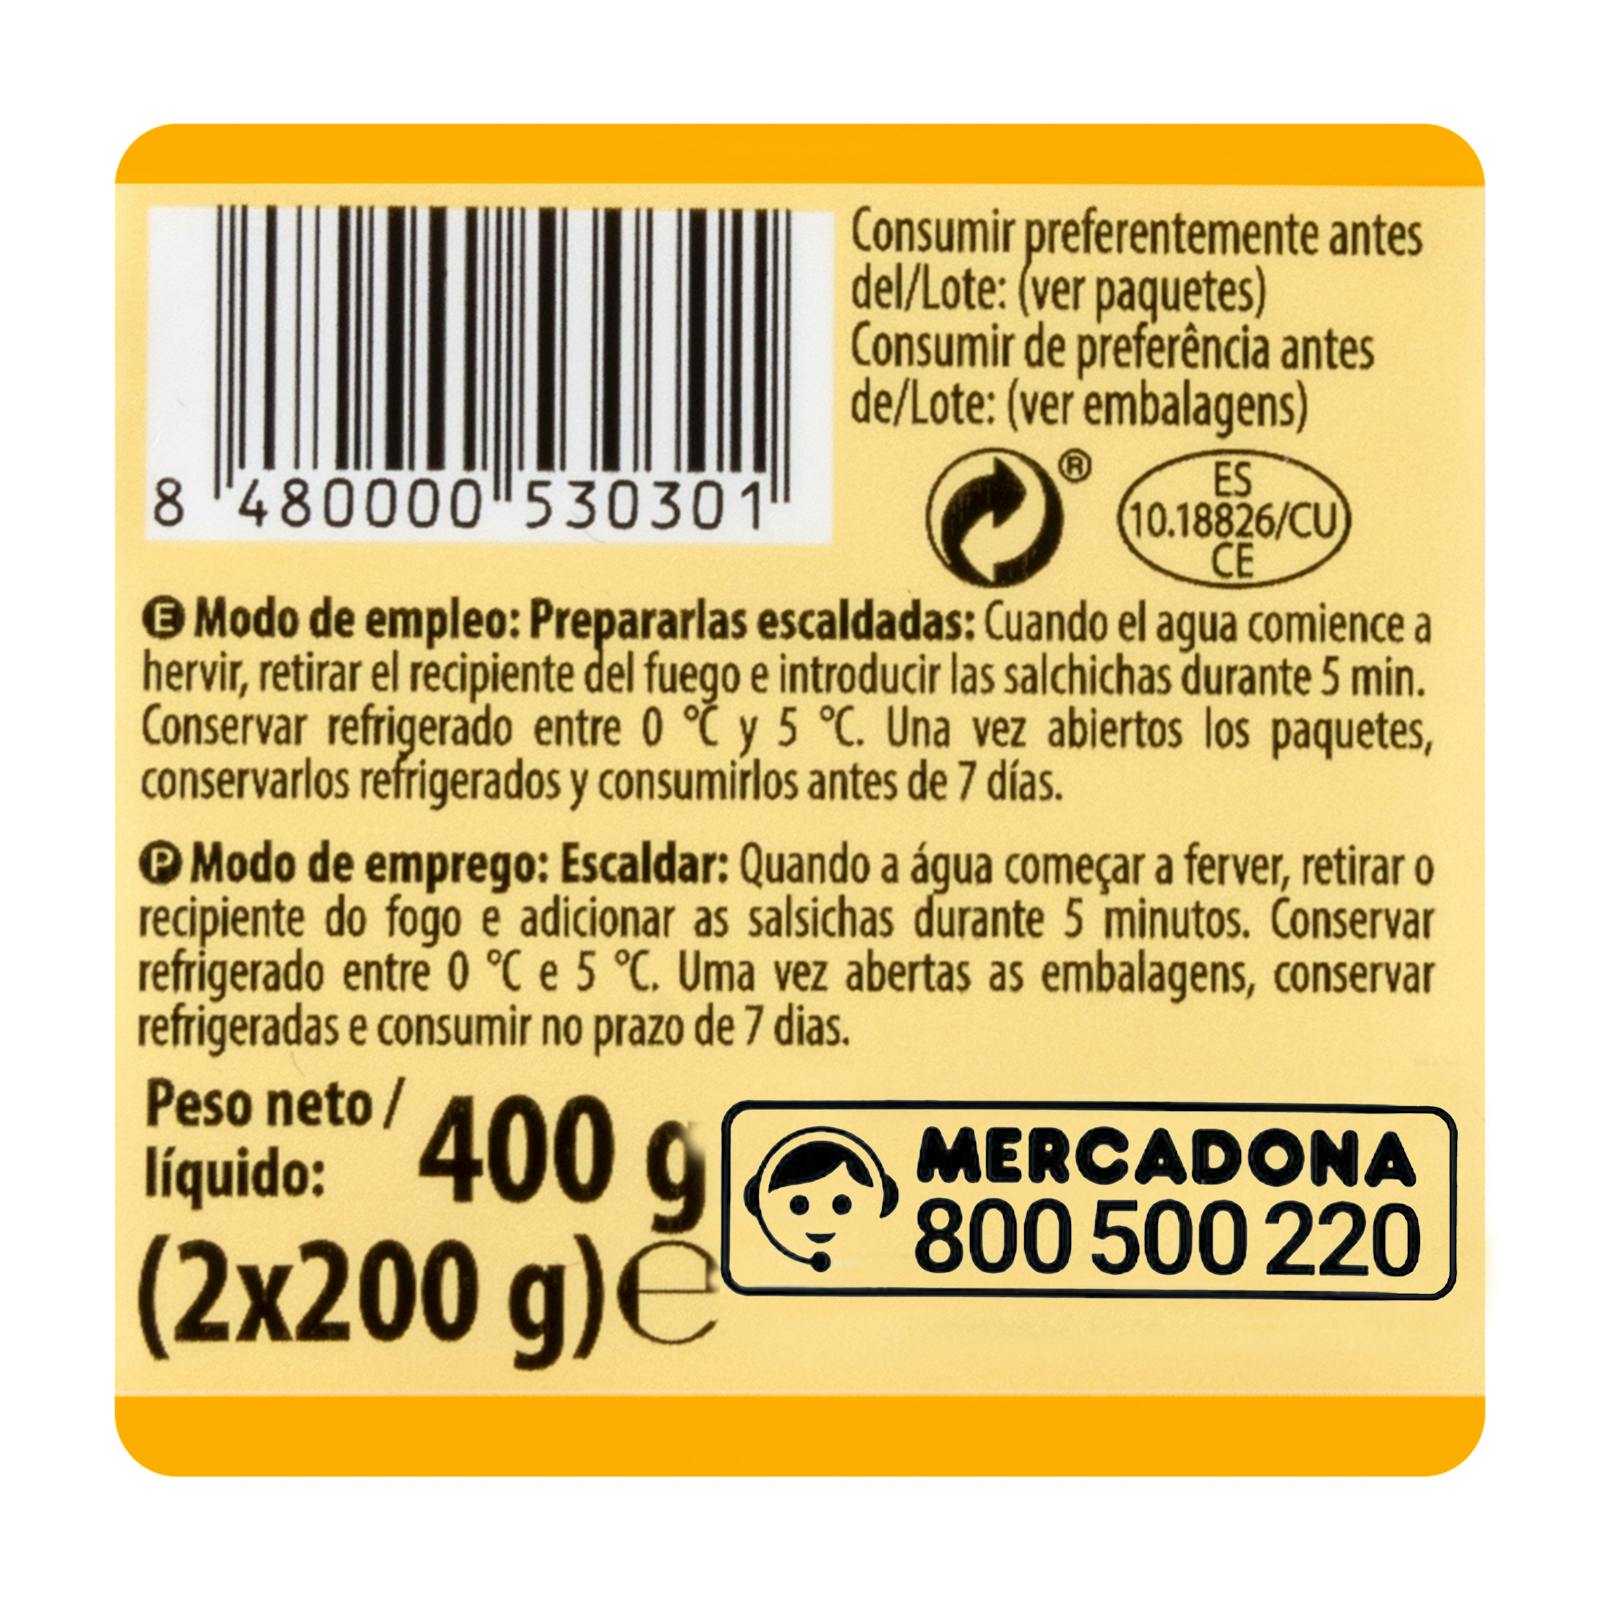 Consumir preferentemente antes
del/Lote: (ver paquetes)
Consumir de preferência antes
de/Lote: (ver embalagens)
8 480000 530301
®
ES
10.18826/CU
CE
E Modo de empleo: Prepararlas escaldadas: Cuando el agua comience a
hervir, retirar el recipiente del fuego e introducir las salchichas durante 5 min.
Conservar refrigerado entre 0 °C y 5 °C. Una vez abiertos los paquetes,
conservarlos refrigerados y consumirlos antes de 7 días.
P Modo de emprego: Escaldar: Quando a água começar a ferver, retirar o
recipiente do fogo e adicionar as salsichas durante 5 minutos. Conservar
refrigerado entre 0 °C e 5 °C. Uma vez abertas as embalagens, conservar
refrigeradas e consumir no prazo de 7 dias.
Peso neto /
líquido:
400 g
(2x200 g)℮
MERCADONA
800 500 220